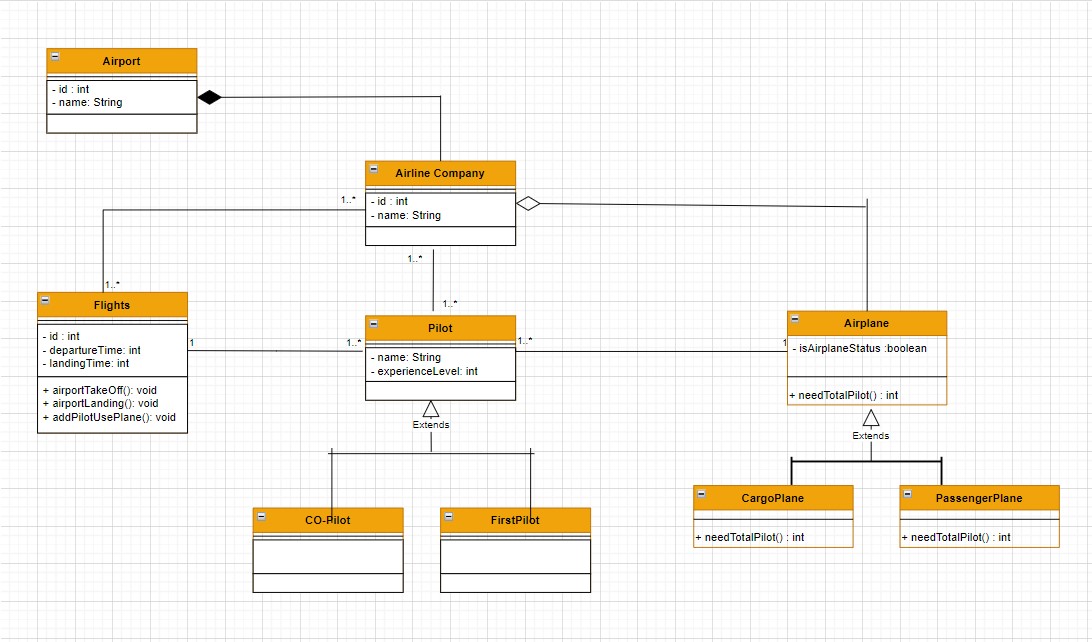 Airport
- id : int
- name: String
Airline Company
- id : int
- name: String
1..*
1..*
1..*
1..*
Flights
- id : int
- departureTime: int
- landingTime: int
+ airportTakeOff(): void
+ airportLanding(): void
+ addPilotUsePlane(): void
1
1..*
Pilot
- name: String
- experienceLevel: int
1..*
1
Airplane
- isAirplaneStatus :boolean
+ needTotalPilot() : int
Extends
Extends
CO-Pilot
FirstPilot
CargoPlane
+ needTotalPilot() : int
PassengerPlane
+ needTotalPilot() : int